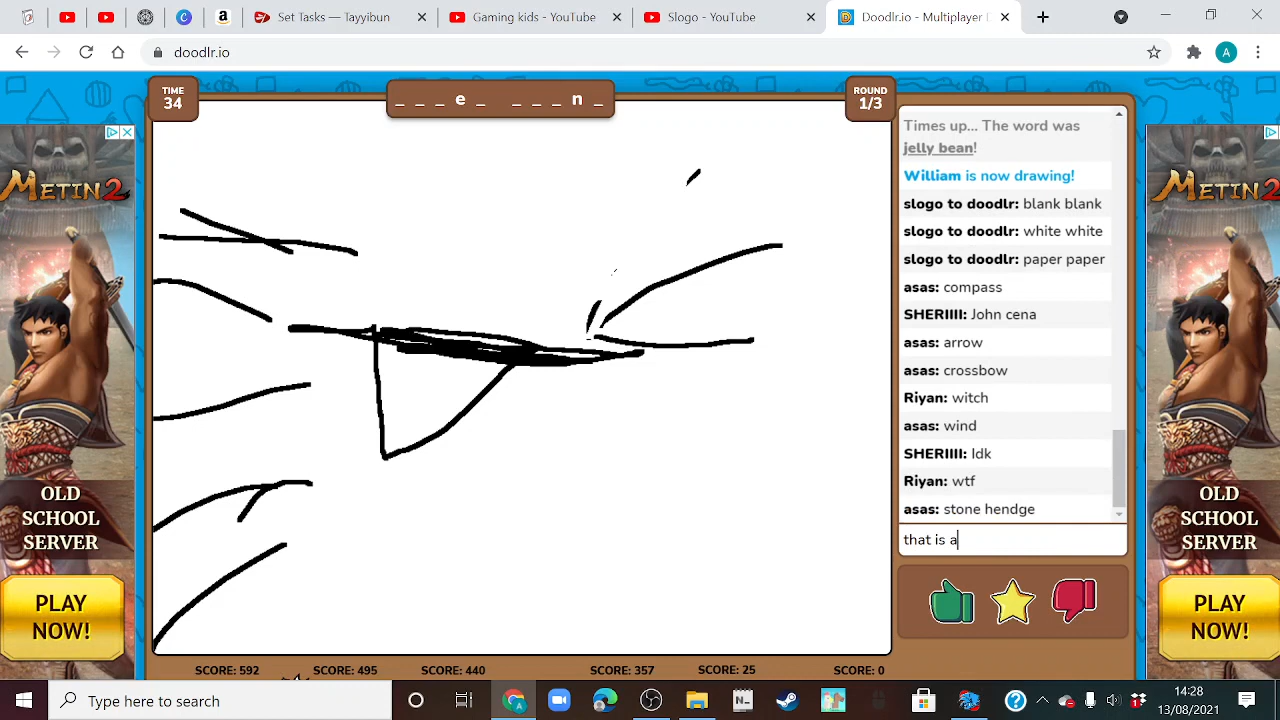 Set Tasks — Tayyab
Gaming kids - YouTube
Slogo - YouTube
Multiplayer D
doodlr.io
A
TIME
34
_ _ _ e _ _ _ _ n _
ROUND
1/3
Times up... The word was
jelly bean!
William is now drawing!
slogo to doodlr: blank blank
slogo to doodlr: white white
slogo to doodlr: paper paper
asas: compass
SHERIIII: John cena
asas: arrow
asas: crossbow
Riyan: witch
asas: wind
SHERIIII: Idk
Riyan: wtf
asas: stone hendge
that is a
METIN2
OLD
SCHOOL
SERVER
PLAY
NOW!
METIN2
OLD
SCHOOL
SERVER
PLAY
NOW!
SCORE: 592
SCORE: 495
SCORE: 440
SCORE: 357
SCORE: 25
SCORE: 0
Type here to search
14:28
13/08/2021